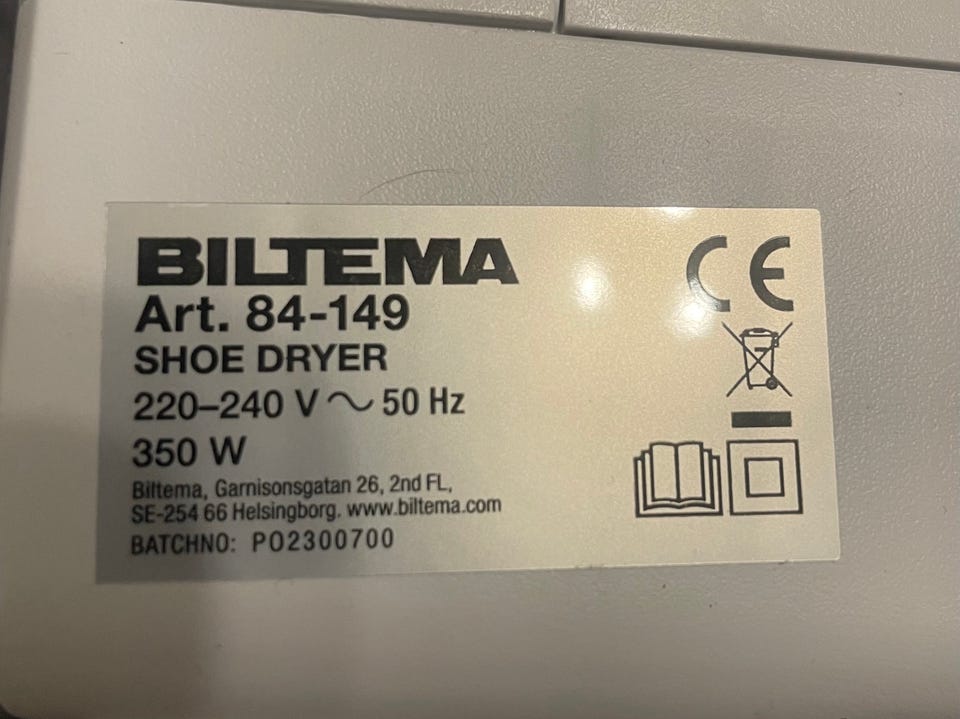 BILTEMA
Art. 84-149
SHOE DRYER
220–240 V ~ 50 Hz
350 W
Biltema, Garnisonsgatan 26, 2nd FL,
SE-254 66 Helsingborg. www.biltema.com
BATCHNO: PO2300700
CE